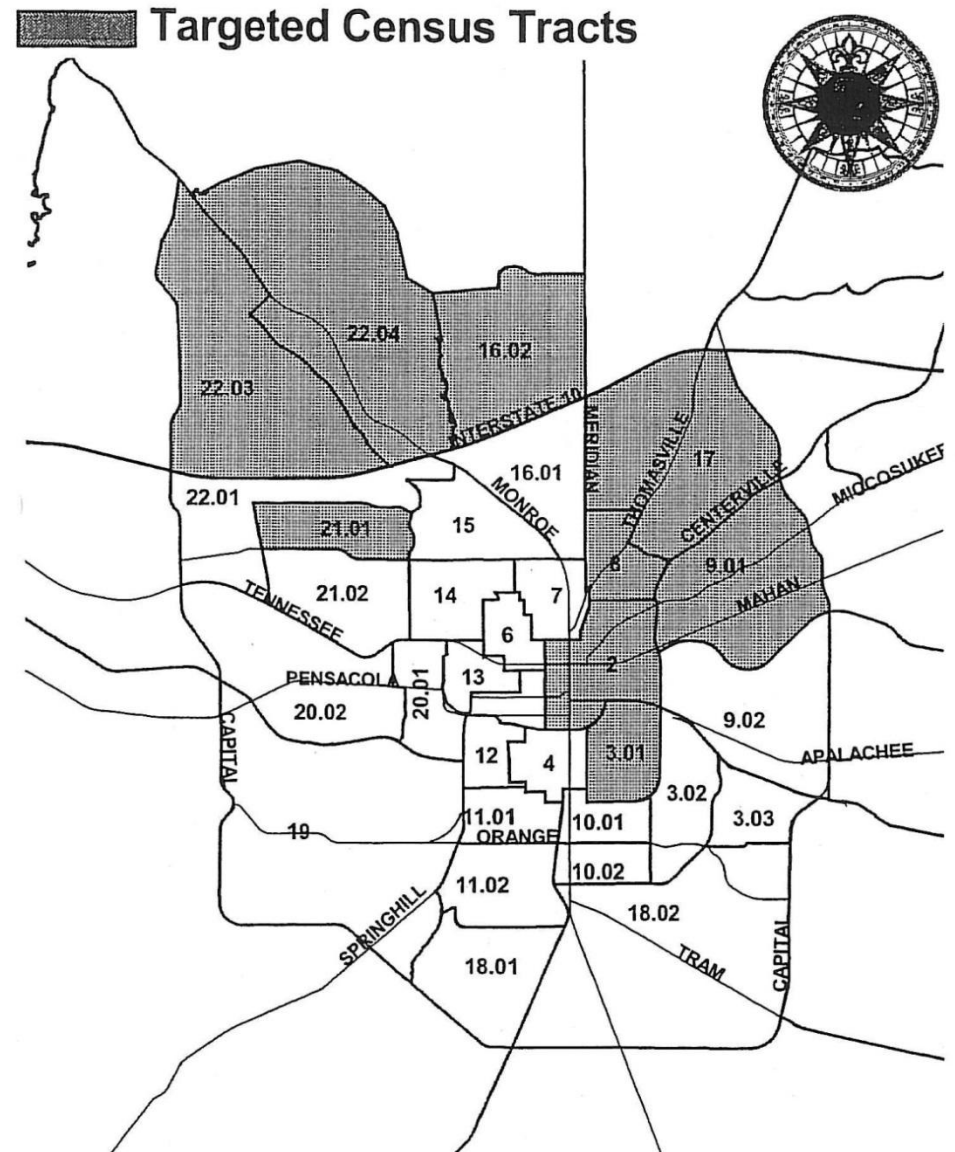 Targeted Census Tracts
22.04
16.02
22.03
INTERSTATE 10
MERIDIAN
THOMASVILLE
17
16.01
CENTERVILLE
MICCOSUKEE
22.01
MONROE
21.01
15
8
9.01
MAHAN
21.02
14
7
TENNESSEE
6
2
13
PENSACOLA
20.01
20.02
9.02
CAPITAL
12
4
3.01
APALACHEE
3.02
11.01
10.01
3.03
19
ORANGE
10.02
11.02
18.02
SPRINGHILL
CAPITAL
18.01
TRAM